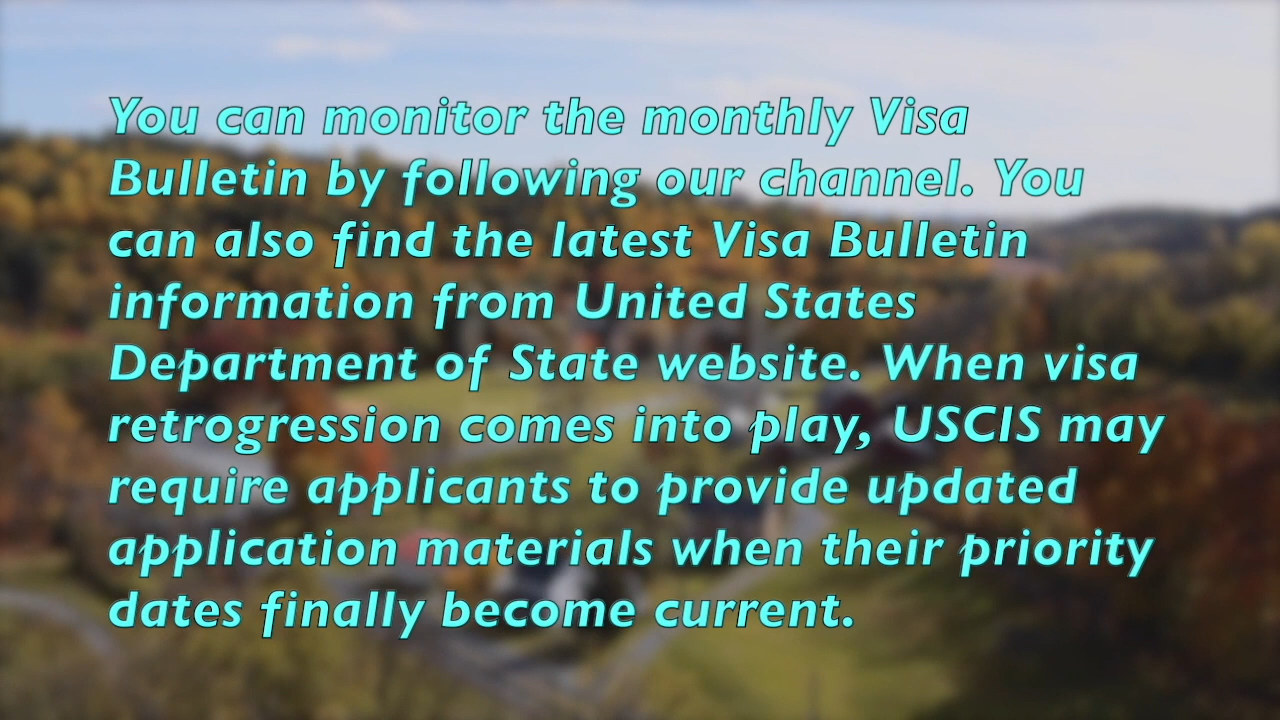 You can monitor the monthly Visa
Bulletin by following our channel. You
can also find the latest Visa Bulletin
information from United States
Department of State website. When visa
retrogression comes into play, USCIS may
require applicants to provide updated
application materials when their priority
dates finally become current.